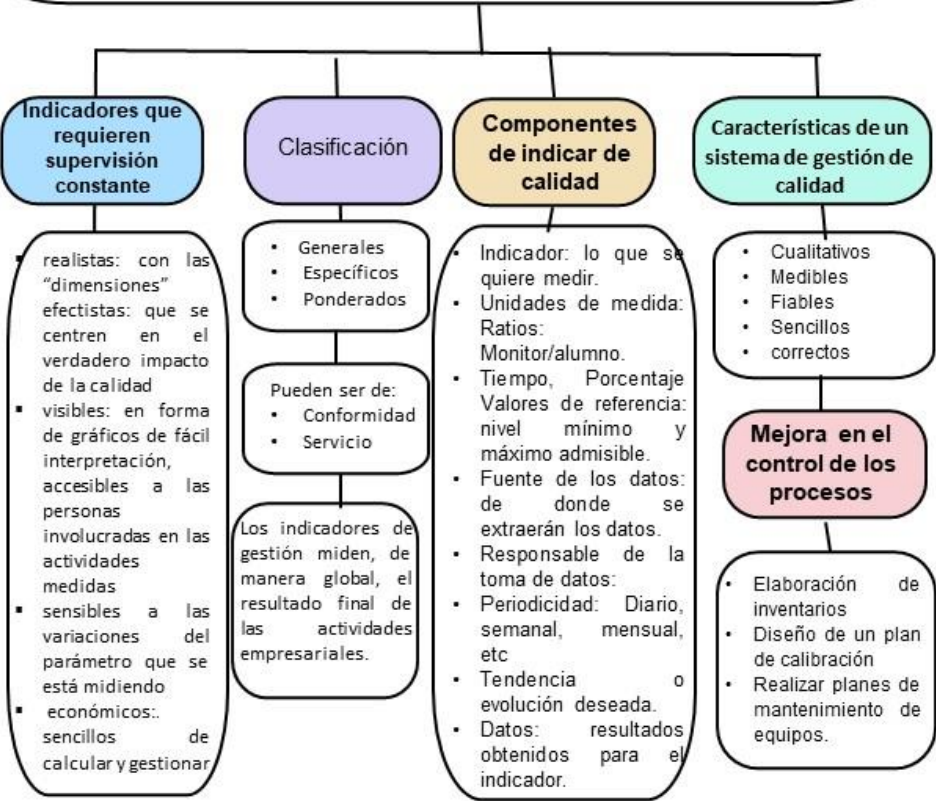 Indicadores que
requieren
supervisión
constante
realistas: con las
“dimensiones”
efectistas: que se
centren en el
verdadero impacto
de la calidad
visibles: en forma
de gráficos de fácil
interpretación,
accesibles a las
personas
involucradas en las
actividades
medidas
sensibles a las
variaciones del
parámetro que se
está midiendo
económicos:.
sencillos de
calcular y gestionar
Clasificación
• Generales
• Específicos
• Ponderados
Pueden ser de:
• Conformidad
• Servicio
Los indicadores de
gestión miden, de
manera global, el
resultado final de
las actividades
empresariales.
Componentes
de indicar de
calidad
• Indicador: lo que se
quiere medir.
• Unidades de medida:
Ratios:
Monitor/alumno.
• Tiempo, Porcentaje
Valores de referencia:
nivel mínimo y
máximo admisible.
• Fuente de los datos:
de donde se
extraerán los datos.
• Responsable de la
toma de datos:
• Periodicidad: Diario,
semanal, mensual,
etc
• Tendencia o
evolución deseada.
• Datos: resultados
obtenidos para el
indicador.
Características de un
sistema de gestión de
calidad
• Cualitativos
• Medibles
• Fiables
• Sencillos
• correctos
Mejora en el
control de los
procesos
• Elaboración de
inventarios
• Diseño de un plan
de calibración
• Realizar planes de
mantenimiento de
equipos.